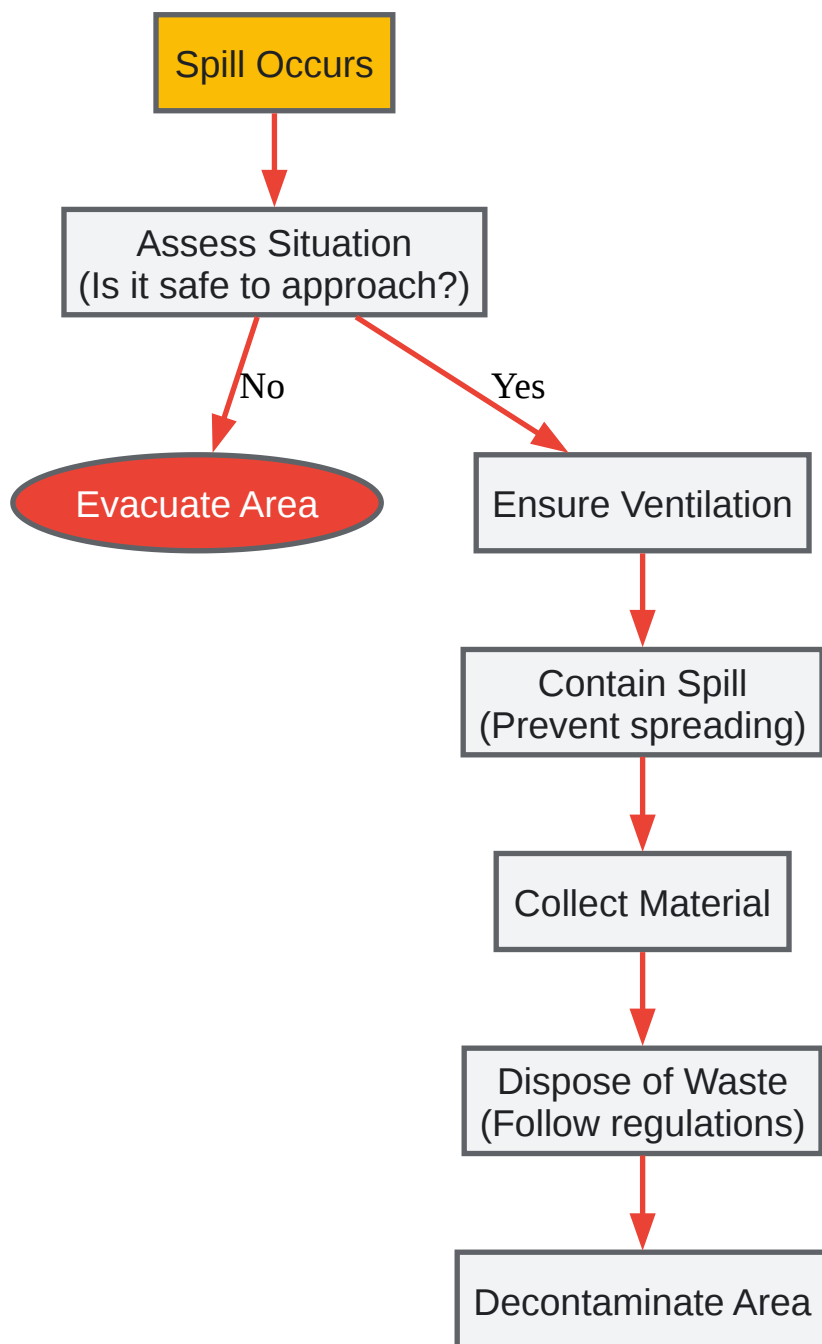 Spill Occurs
Assess Situation
(Is it safe to approach?)
No
Yes
Evacuate Area
Ensure Ventilation
Contain Spill
(Prevent spreading)
Collect Material
Dispose of Waste
(Follow regulations)
Decontaminate Area